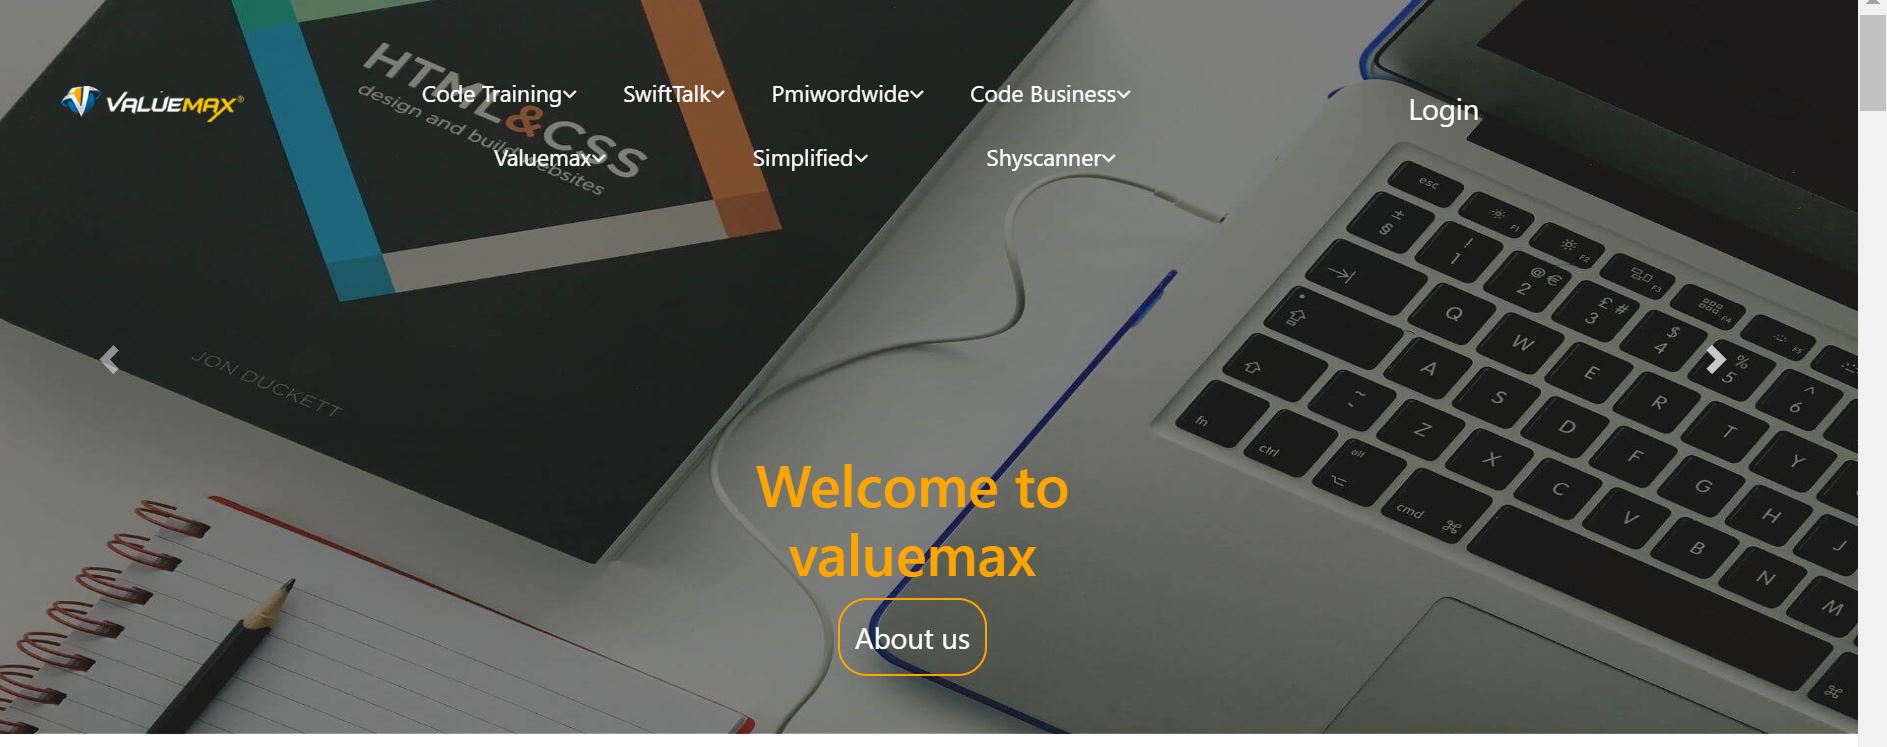 HTML&CSS
design and build websites
VALUEMAX®
Code Training
SwiftTalk
Pmiwordwide
Code Business
Login
Valuemax
Simplified
Shyscanner
JON DUCKETT
Welcome to
valuemax
About us
esc
F1
F2
F3
F4
F5
± §
! 1
@ € 2
£ # 3
$ 4
% 5
^ 6
Q W E R T Y
A S D F G H J
~ Z X C V B N M
fn ctrl alt cmd ⌘ ⌘